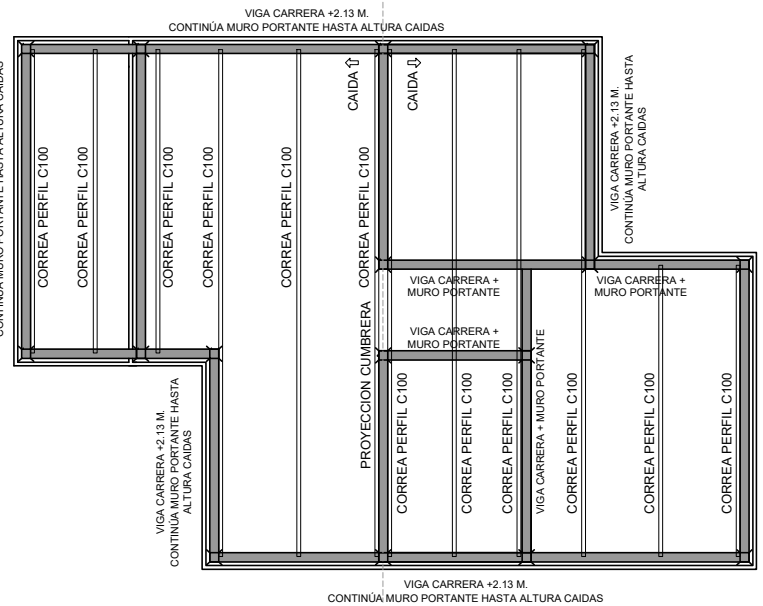 VIGA CARRERA +2.13 M.
CONTINÚA MURO PORTANTE HASTA ALTURA CAIDAS
CONTINÚA MURO PORTANTE HASTA ALTURA CAIDAS
CAIDA
CAIDA
VIGA CARRERA +2.13 M.
CONTINÚA MURO PORTANTE HASTA
ALTURA CAIDAS
CORREA PERFIL C100
CORREA PERFIL C100
CORREA PERFIL C100
CORREA PERFIL C100
CORREA PERFIL C100
CORREA PERFIL C100
VIGA CARRERA +
MURO PORTANTE
VIGA CARRERA +
MURO PORTANTE
VIGA CARRERA +
MURO PORTANTE
PROYECCION CUMBRERA
VIGA CARRERA + MURO PORTANTE
VIGA CARRERA +2.13 M.
CONTINÚA MURO PORTANTE HASTA
ALTURA CAIDAS
CORREA PERFIL C100
CORREA PERFIL C100
CORREA PERFIL C100
CORREA PERFIL C100
CORREA PERFIL C100
CORREA PERFIL C100
VIGA CARRERA +2.13 M.
CONTINÚA MURO PORTANTE HASTA ALTURA CAIDAS